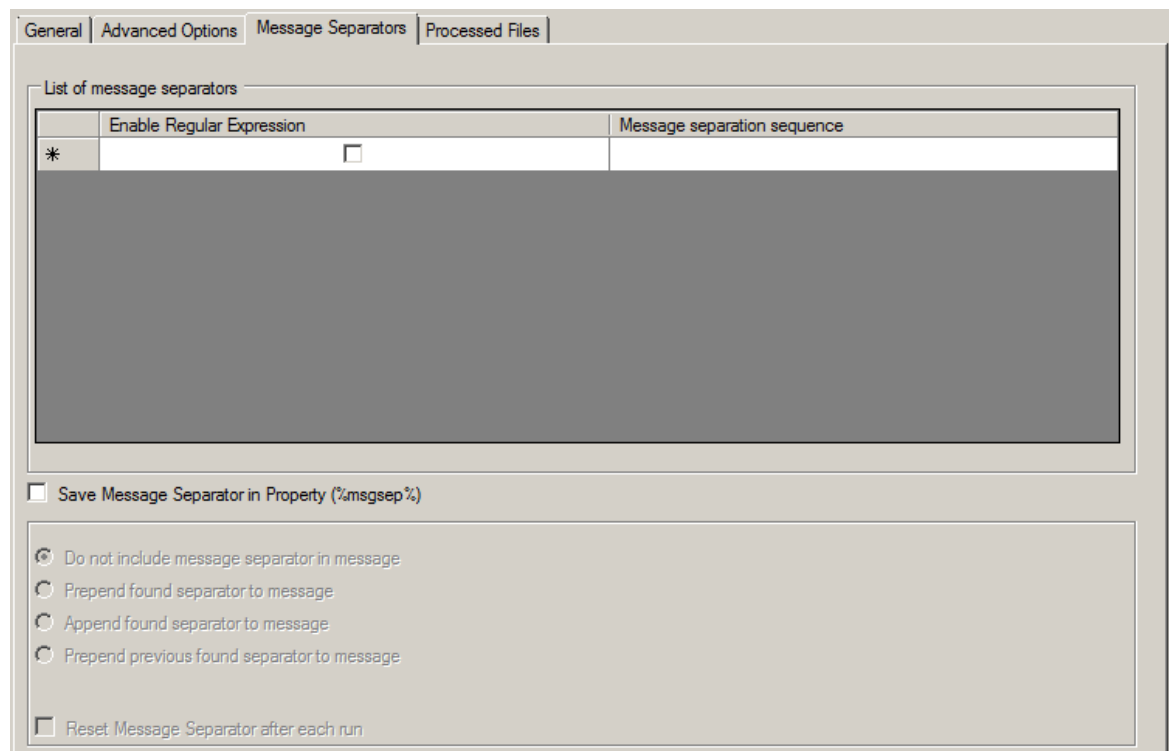 General Advanced Options Message Separators Processed Files
List of message separators
Enable Regular Expression Message separation sequence
Save Message Separator in Property (%msgsep%)
Do not include message separator in message
Prepend found separator to message
Append found separator to message
Prepend previous found separator to message
Reset Message Separator after each run